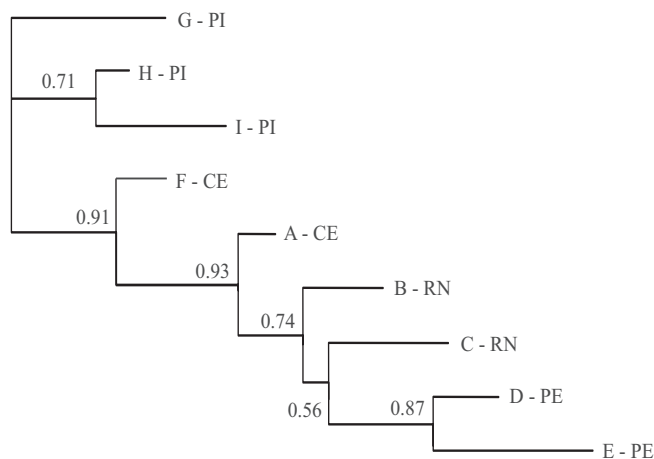 G - PI
0.71
H - PI
I - PI
F - CE
0.91
A - CE
0.93
B - RN
0.74
C - RN
0.56
0.87
D - PE
E - PE